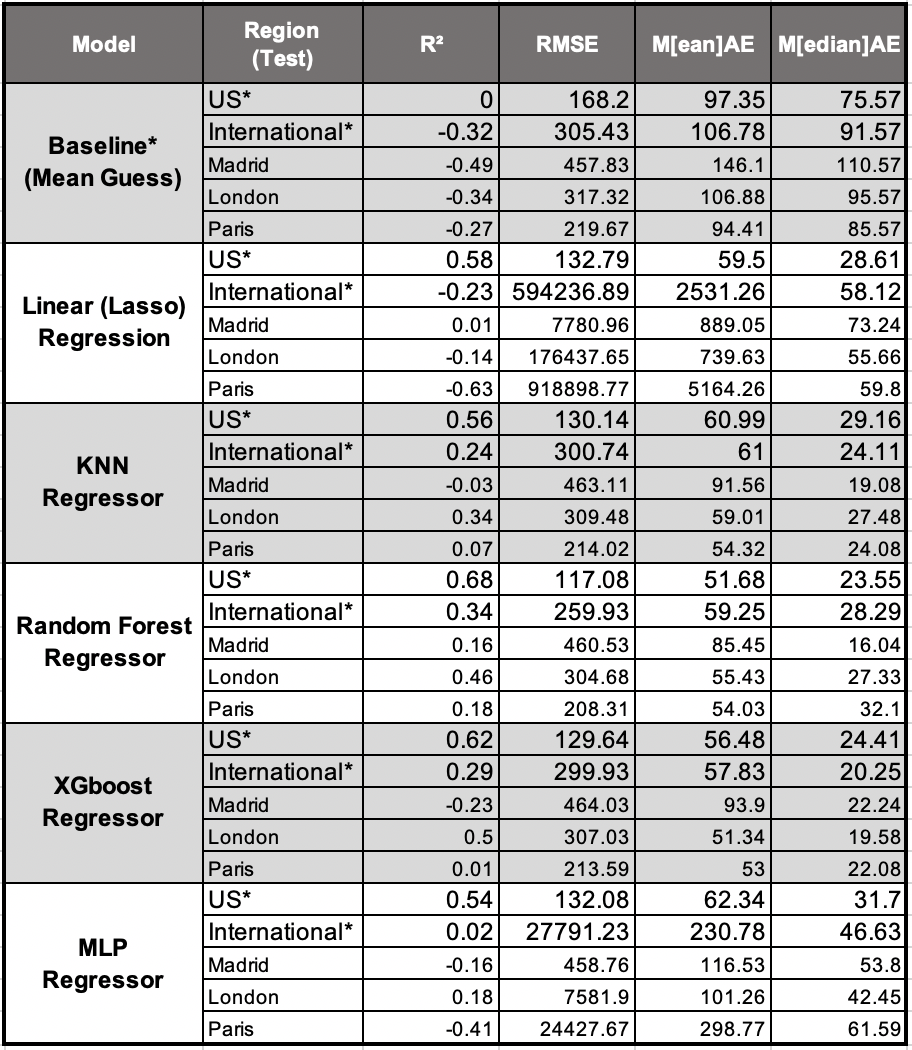 Model Region (Test) R² RMSE M[ean]AE M[edian]AE
Baseline* (Mean Guess)
US* 0 168.2 97.35 75.57
International* -0.32 305.43 106.78 91.57
Madrid -0.49 457.83 146.1 110.57
London -0.34 317.32 106.88 95.57
Paris -0.27 219.67 94.41 85.57
Linear (Lasso) Regression
US* 0.58 132.79 59.5 28.61
International* -0.23 594236.89 2531.26 58.12
Madrid 0.01 7780.96 889.05 73.24
London -0.14 176437.65 739.63 55.66
Paris -0.63 918898.77 5164.26 59.8
KNN Regressor
US* 0.56 130.14 60.99 29.16
International* 0.24 300.74 61 24.11
Madrid -0.03 463.11 91.56 19.08
London 0.34 309.48 59.01 27.48
Paris 0.07 214.02 54.32 24.08
Random Forest Regressor
US* 0.68 117.08 51.68 23.55
International* 0.34 259.93 59.25 28.29
Madrid 0.16 460.53 85.45 16.04
London 0.46 304.68 55.43 27.33
Paris 0.18 208.31 54.03 32.1
XGboost Regressor
US* 0.62 129.64 56.48 24.41
International* 0.29 299.93 57.83 20.25
Madrid -0.23 464.03 93.9 22.24
London 0.5 307.03 51.34 19.58
Paris 0.01 213.59 53 22.08
MLP Regressor
US* 0.54 132.08 62.34 31.7
International* 0.02 27791.23 230.78 46.63
Madrid -0.16 458.76 116.53 53.8
London 0.18 7581.9 101.26 42.45
Paris -0.41 24427.67 298.77 61.59